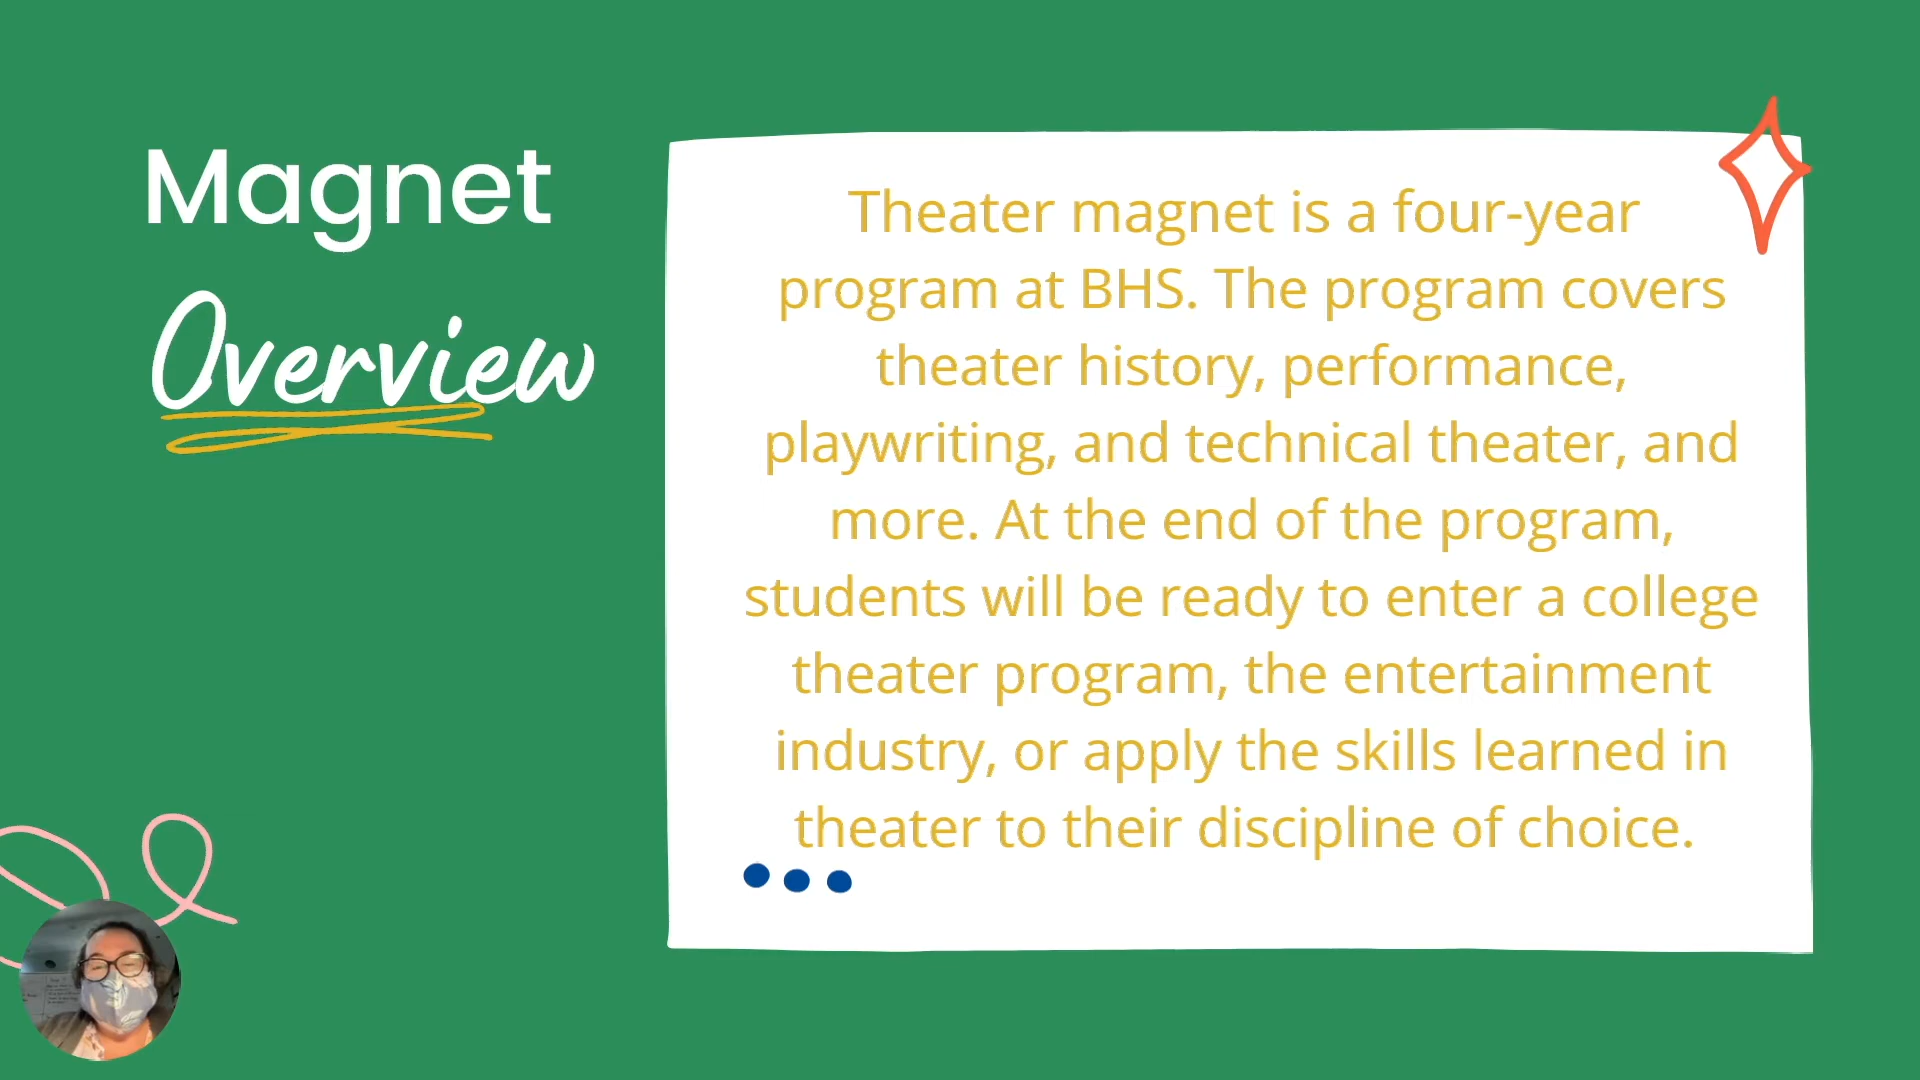 Magnet
Overview
Theater magnet is a four-year
program at BHS. The program covers
theater history, performance,
playwriting, and technical theater, and
more. At the end of the program,
students will be ready to enter a college
theater program, the entertainment
industry, or apply the skills learned in
theater to their discipline of choice.